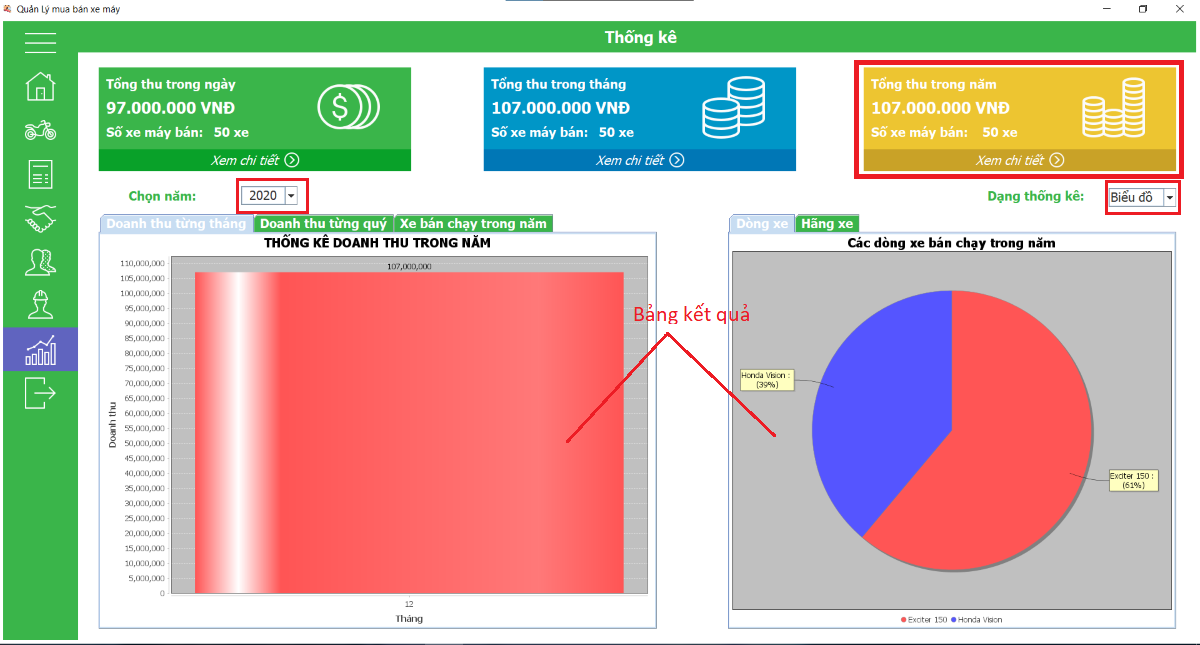 Quản Lý mua bán xe máy
Thống kê
Tổng thu trong ngày
97.000.000 VNĐ
Số xe máy bán: 50 xe
Xem chi tiết
Tổng thu trong tháng
107.000.000 VNĐ
Số xe máy bán: 50 xe
Xem chi tiết
Tổng thu trong năm
107.000.000 VNĐ
Số xe máy bán: 50 xe
Xem chi tiết
Chọn năm: 2020
Dạng thống kê: Biểu đồ
Doanh thu từng tháng Doanh thu từng quý Xe bán chạy trong năm
THỐNG KÊ DOANH THU TRONG NĂM
107,000,000
110,000,000
105,000,000
100,000,000
95,000,000
90,000,000
85,000,000
80,000,000
75,000,000
70,000,000
65,000,000
60,000,000
55,000,000
50,000,000
45,000,000
40,000,000
35,000,000
30,000,000
25,000,000
20,000,000
15,000,000
10,000,000
5,000,000
0
Doanh thu
12
Tháng
Bảng kết quả
Dòng xe Hãng xe
Các dòng xe bán chạy trong năm
Honda Vision :
(39%)
Exciter 150 :
(61%)
Exciter 150 Honda Vision